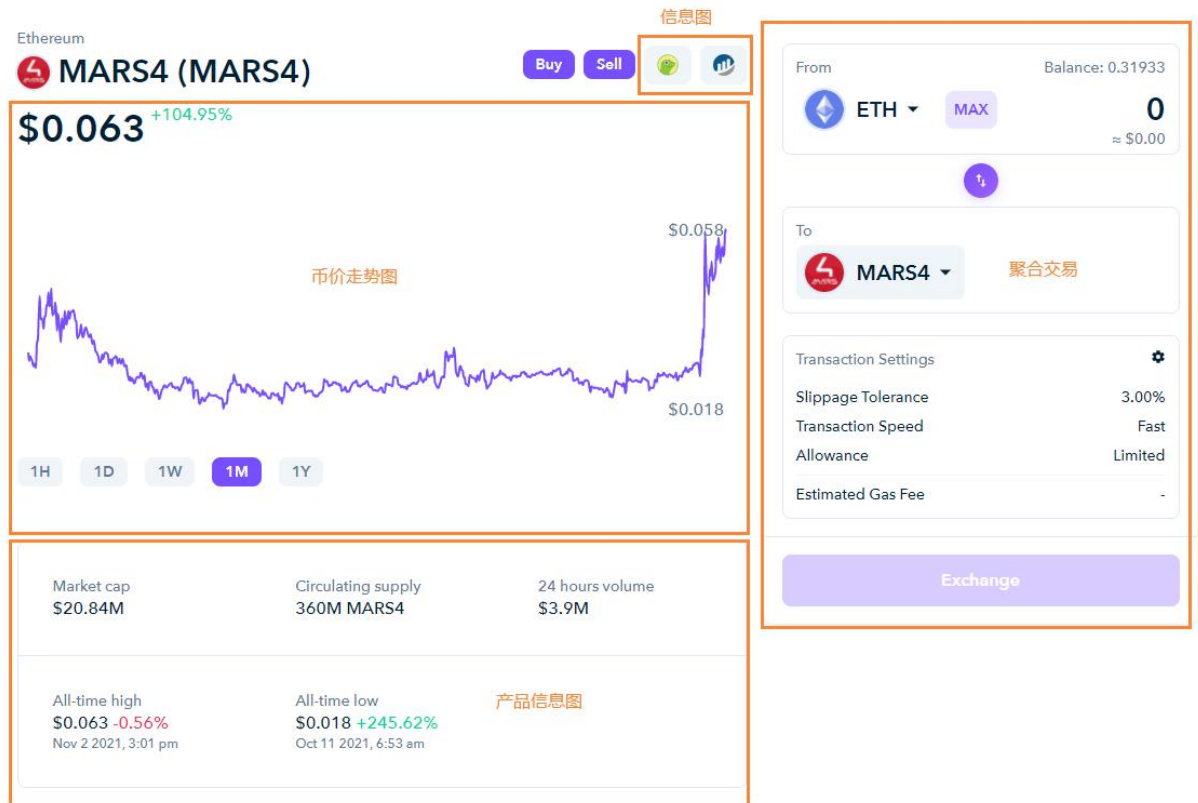 信息图
Ethereum
MARS4 (MARS4)
Buy
Sell
$0.063 +104.95%
$0.058
币价走势图
$0.018
1H 1D 1W 1M 1Y
Market cap
$20.84M
Circulating supply
360M MARS4
24 hours volume
$3.9M
All-time high
$0.063 -0.56%
Nov 2 2021, 3:01 pm
All-time low
$0.018 +245.62%
Oct 11 2021, 6:53 am
产品信息图
From
Balance: 0.31933
ETH
MAX
0
≈ $0.00
To
MARS4
聚合交易
Transaction Settings
Slippage Tolerance 3.00%
Transaction Speed Fast
Allowance Limited
Estimated Gas Fee -
Exchange